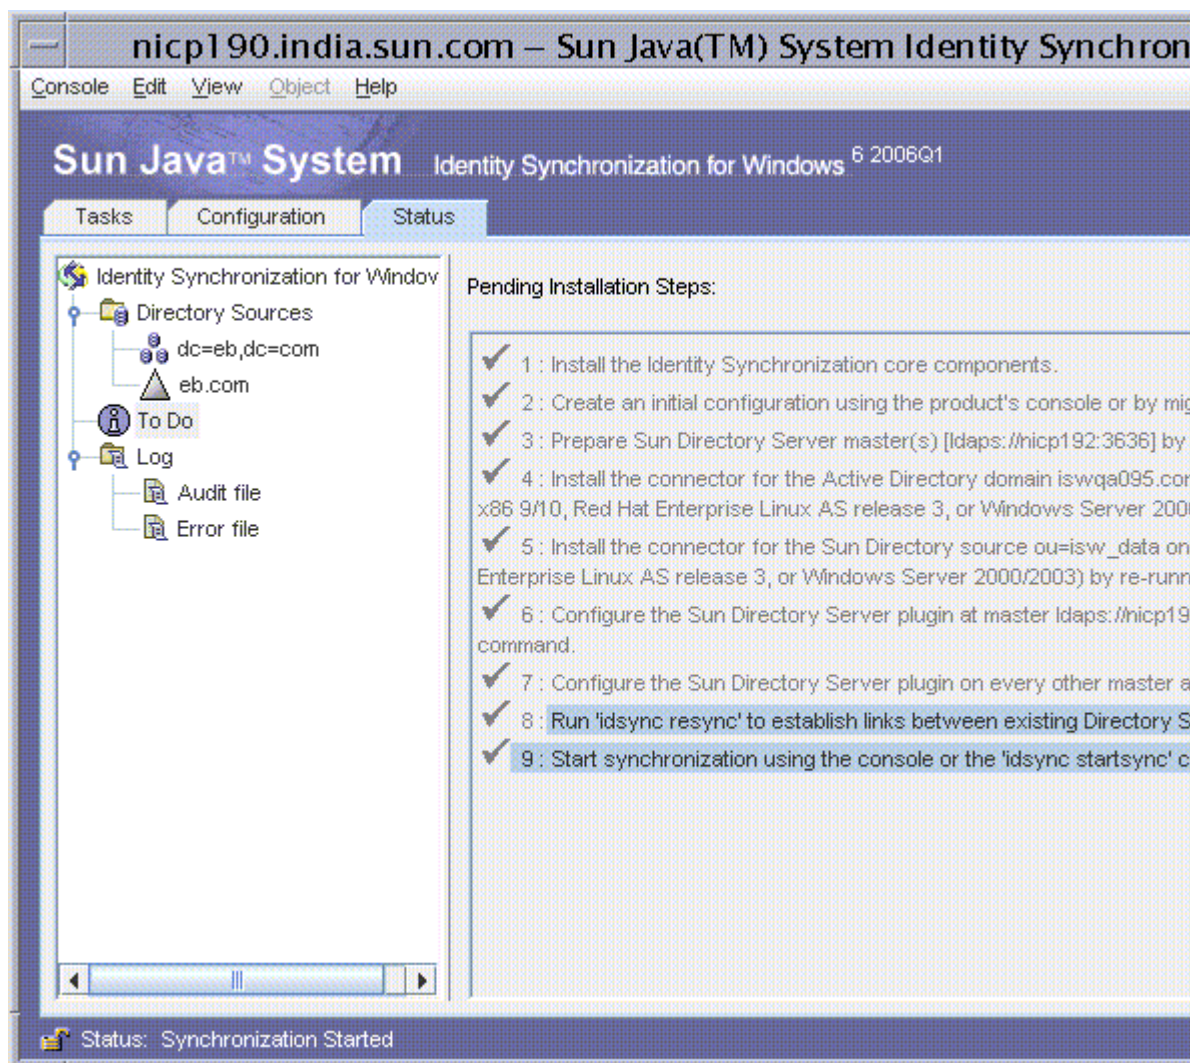 nicp190.india.sun.com – Sun Java(TM) System Identity Synchron
Console Edit View Object Help
Sun Java™ System Identity Synchronization for Windows 6 2006Q1
Tasks Configuration Status
Identity Synchronization for Window
Directory Sources
dc=eb,dc=com
eb.com
To Do
Log
Audit file
Error file
Pending Installation Steps:
1 : Install the Identity Synchronization core components.
2 : Create an initial configuration using the product's console or by mig
3 : Prepare Sun Directory Server master(s) [ldaps://nicp192:3636] by
4 : Install the connector for the Active Directory domain iswqa095.cor
x86 9/10, Red Hat Enterprise Linux AS release 3, or Windows Server 200
5 : Install the connector for the Sun Directory source ou=isw_data on
Enterprise Linux AS release 3, or Windows Server 2000/2003) by re-runn
6 : Configure the Sun Directory Server plugin at master ldaps://nicp19
command.
7 : Configure the Sun Directory Server plugin on every other master a
8 : Run 'idsync resync' to establish links between existing Directory S
9 : Start synchronization using the console or the 'idsync startsync' c
Status: Synchronization Started